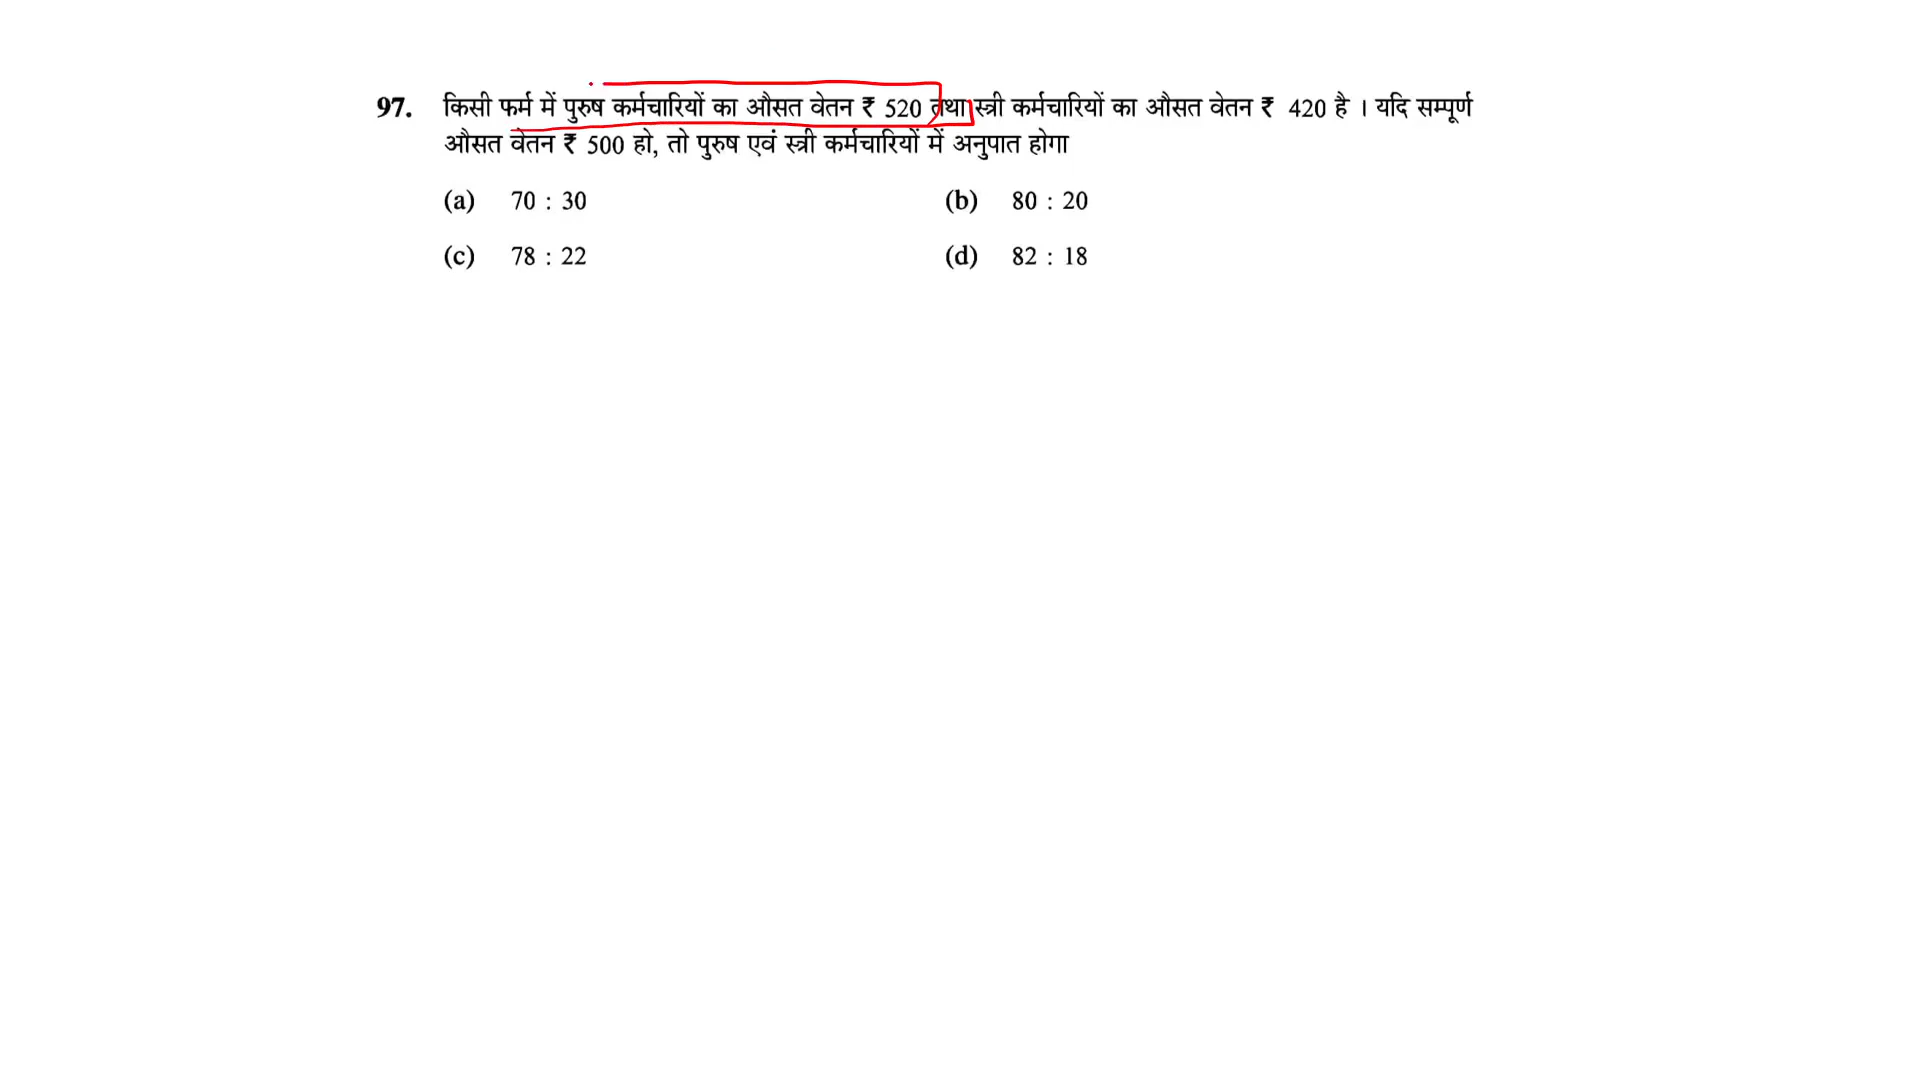 97. किसी फर्म में पुरुष कर्मचारियों का औसत वेतन ₹ 520 तथा स्त्री कर्मचारियों का औसत वेतन ₹ 420 है । यदि सम्पूर्ण
औसत वेतन ₹ 500 हो, तो पुरुष एवं स्त्री कर्मचारियों में अनुपात होगा
(a) 70 : 30 (b) 80 : 20
(c) 78 : 22 (d) 82 : 18